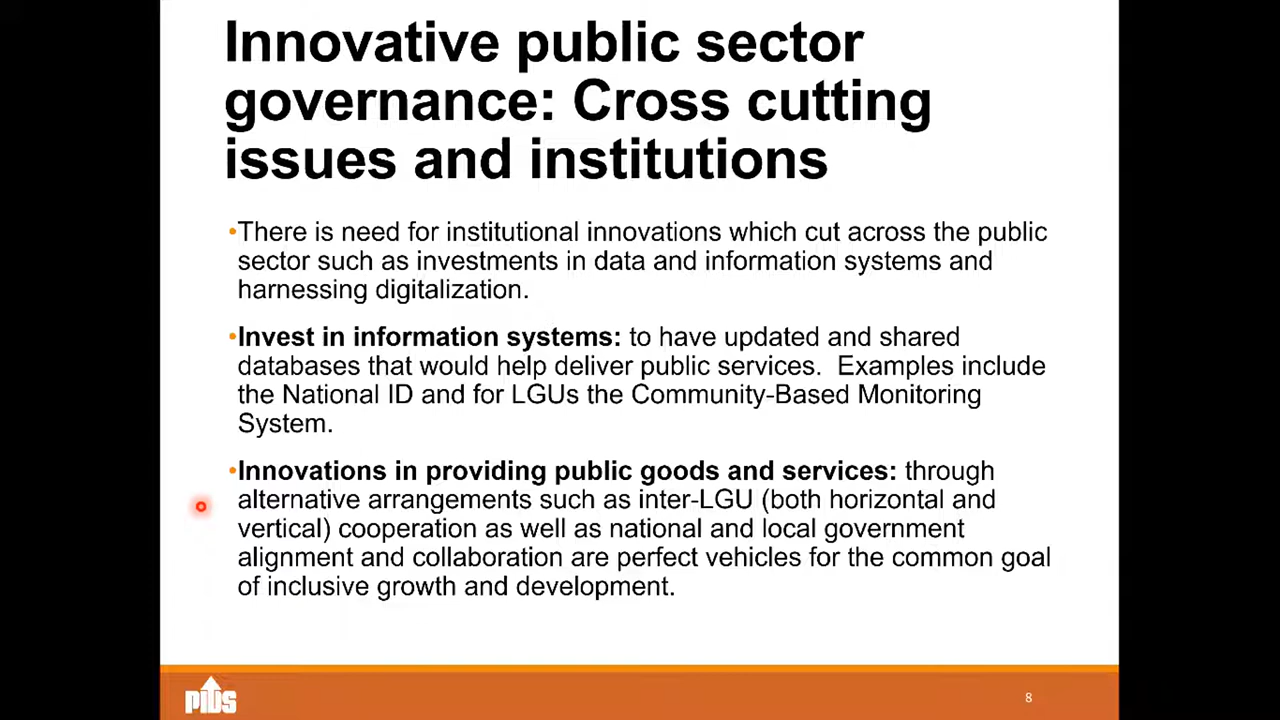 Innovative public sector
governance: Cross cutting
issues and institutions
•There is need for institutional innovations which cut across the public
sector such as investments in data and information systems and
harnessing digitalization.
•Invest in information systems: to have updated and shared
databases that would help deliver public services.  Examples include
the National ID and for LGUs the Community-Based Monitoring
System.
•Innovations in providing public goods and services: through
alternative arrangements such as inter-LGU (both horizontal and
vertical) cooperation as well as national and local government
alignment and collaboration are perfect vehicles for the common goal
of inclusive growth and development.
PIDS
8